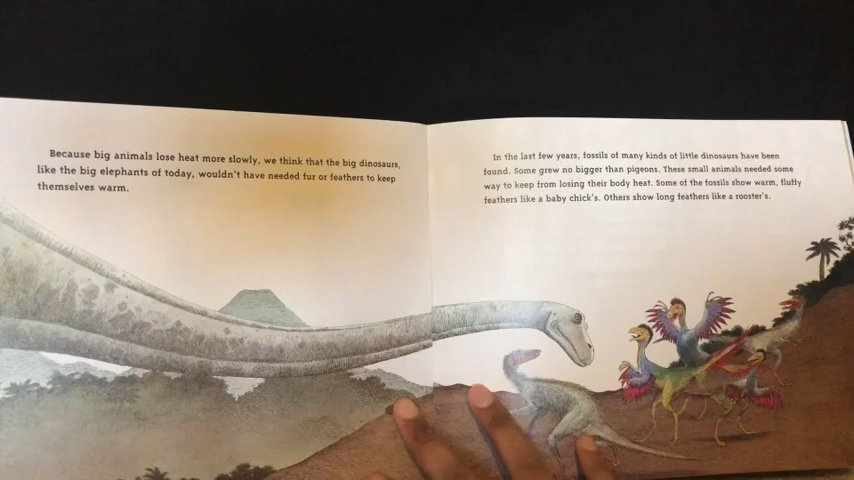 Because big animals lose heat more slowly, we think that the big dinosaurs,
like the big elephants of today, wouldn't have needed fur or feathers to keep
themselves warm.
In the last few years, fossils of many kinds of little dinosaurs have been
found. Some grew no bigger than pigeons. These small animals needed some
way to keep from losing their body heat. Some of the fossils show warm, fluffy
feathers like a baby chick's. Others show long feathers like a rooster's.